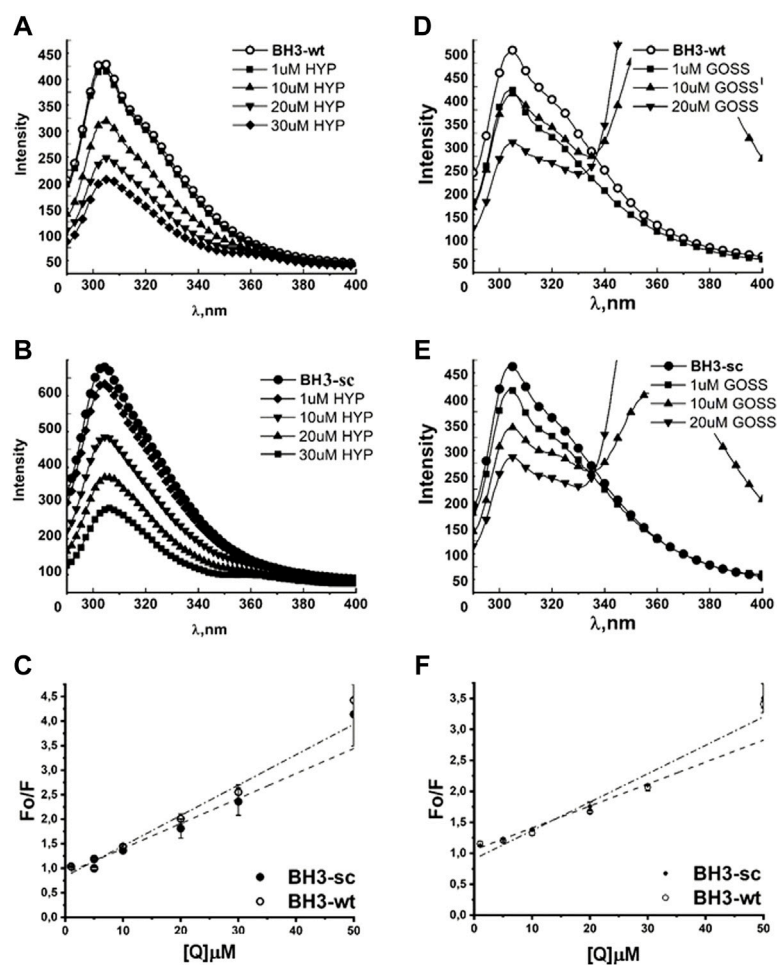 A
450
400
350
300
250
200
150
100
50
0
Intensity
BH3-wt
1uM HYP
10uM HYP
20uM HYP
30uM HYP
300 320 340 360 380 400
λ,nm
D
500
450
400
350
300
250
200
150
100
50
0
Intensity
BH3-wt
1uM GOSS
10uM GOSS
20uM GOSS
300 320 340 360 380 400
λ,nm
B
600
500
400
300
200
100
0
Intensity
BH3-sc
1uM HYP
10uM HYP
20uM HYP
30uM HYP
300 320 340 360 380 400
λ,nm
E
450
400
350
300
250
200
150
100
50
0
Intensity
BH3-sc
1uM GOSS
10uM GOSS
20uM GOSS
300 320 340 360 380 400
λ,nm
C
4,5
4,0
3,5
3,0
2,5
2,0
1,5
1,0
0,5
0,0
Fo/F
BH3-sc
BH3-wt
0 10 20 30 40 50
[Q]μM
F
3,5
3,0
2,5
2,0
1,5
1,0
0,5
0,0
Fo/F
BH3-sc
BH3-wt
0 10 20 30 40 50
[Q]μM